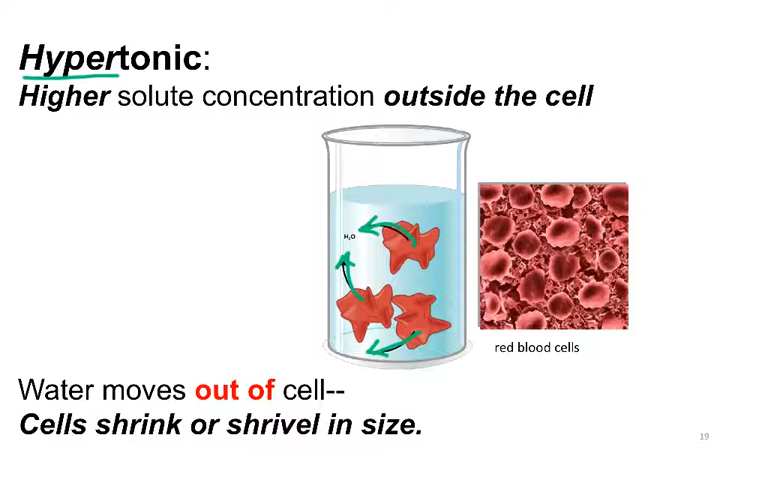 Hypertonic:
Higher solute concentration outside the cell
H₂O
red blood cells
Water moves out of cell--
Cells shrink or shrivel in size.
19